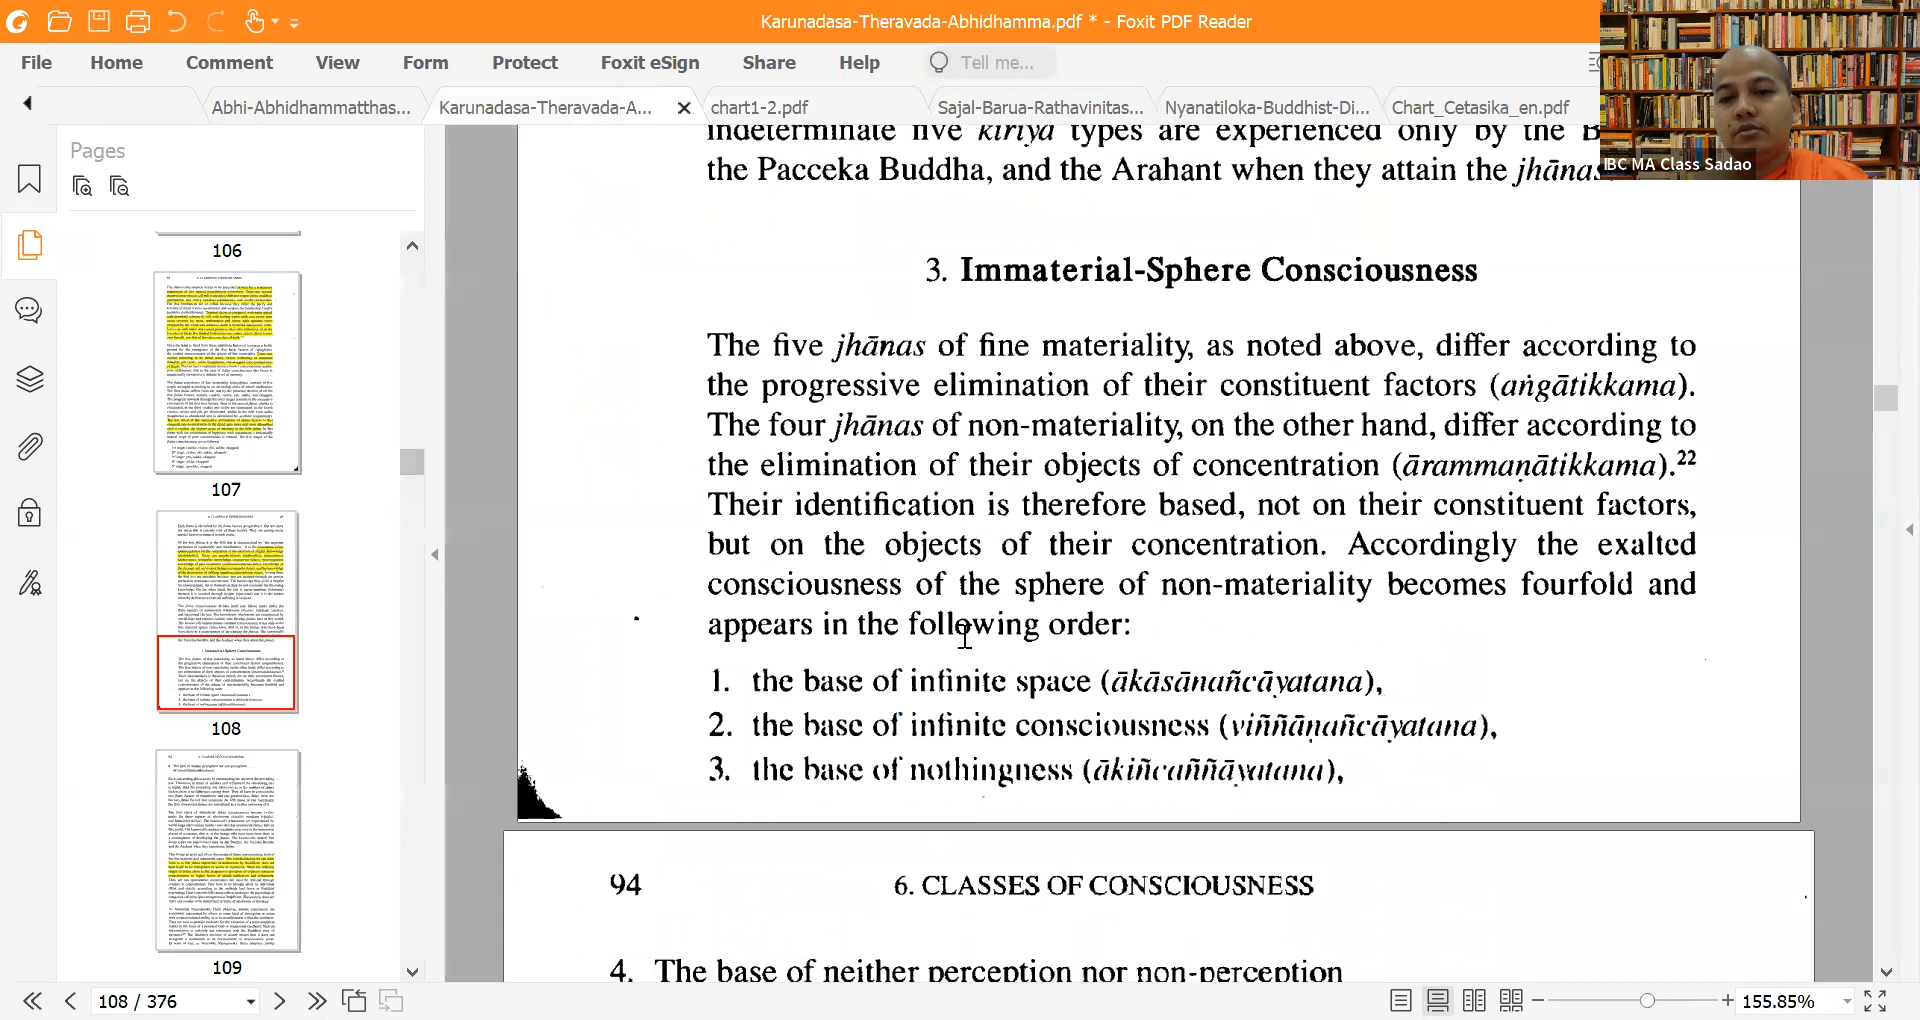 Karunadasa-Theravada-Abhidhamma.pdf * - Foxit PDF Reader
File Home Comment View Form Protect Foxit eSign Share Help Tell me...
Abhi-Abhidhammatthas... Karunadasa-Theravada-A... chart1-2.pdf Sajal-Barua-Rathavinitas... Nyanatiloka-Buddhist-Di... Chart_Cetasika_en.pdf
IBC MA Class Sadao
Pages
106
107
108
109
indeterminate five kiriya types are experienced only by the B
the Pacceka Buddha, and the Arahant when they attain the jhānas
3. Immaterial-Sphere Consciousness
The five jhānas of fine materiality, as noted above, differ according to
the progressive elimination of their constituent factors (aṅgātikkama).
The four jhānas of non-materiality, on the other hand, differ according to
the elimination of their objects of concentration (ārammaṇātikkama).22
Their identification is therefore based, not on their constituent factors,
but on the objects of their concentration. Accordingly the exalted
consciousness of the sphere of non-materiality becomes fourfold and
appears in the following order:
1. the base of infinite space (ākāsānañcāyatana),
2. the base of infinite consciousness (viññāṇañcāyatana),
3. the base of nothingness (ākiñcaññāyatana),
94 6. CLASSES OF CONSCIOUSNESS
4. The base of neither perception nor non-perception
108 / 376
155.85%